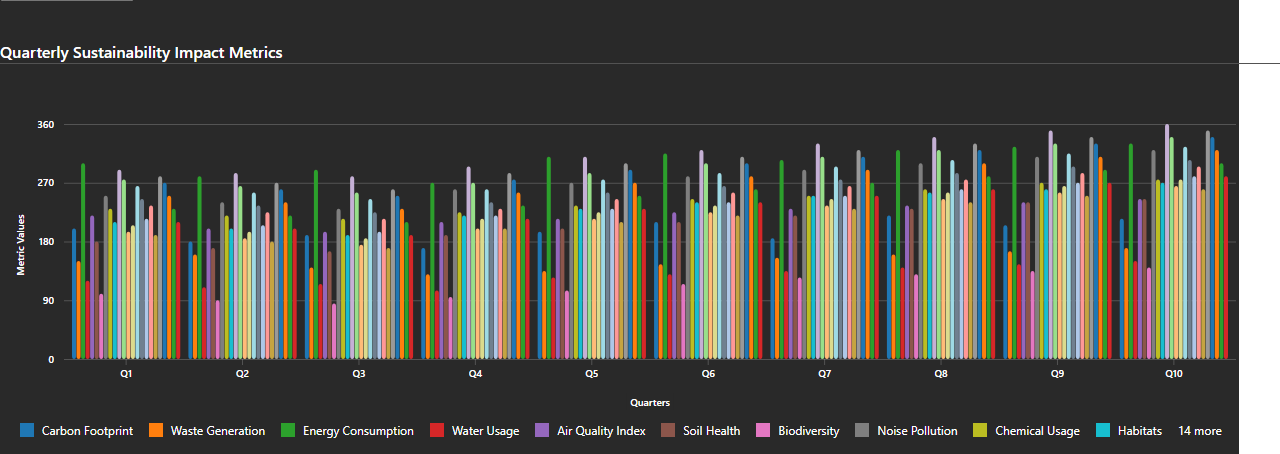 Quarterly Sustainability Impact Metrics
360
270
180
90
0
Metric Values
Q1 Q2 Q3 Q4 Q5 Q6 Q7 Q8 Q9 Q10
Quarters
Carbon Footprint Waste Generation Energy Consumption Water Usage Air Quality Index Soil Health Biodiversity Noise Pollution Chemical Usage Habitats 14 more